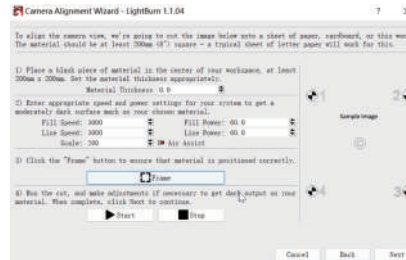 Camera Alignment Wizard - LightBurn 1.1.04
?
To align the camera view, we're going to cut the image below onto a sheet of paper, cardboard, or this wood
The material should be at least 200mm (8") square - a typical sheet of letter paper will work for this.
1) Place a blank piece of material in the center of your workspace, at least
200mm x 200mm. Set the material thickness appropriately.
Material Thickness 0.0
2) Enter appropriate speed and power settings for your system to get a
moderately dark surface mark on your chosen material.
Fill Speed: 3000 Fill Power: 60.0
Line Speed: 3000 Line Power: 60.0
Scale: 300 Air Assist
1
2
Sample image
3) Click the "Frame" button to ensure that material is positioned correctly.
Frame
4) Run the cut, and make adjustments if necessary to get dark output on your
material. When complete, click Next to continue.
Start Stop
4
3
Cancel Back Next